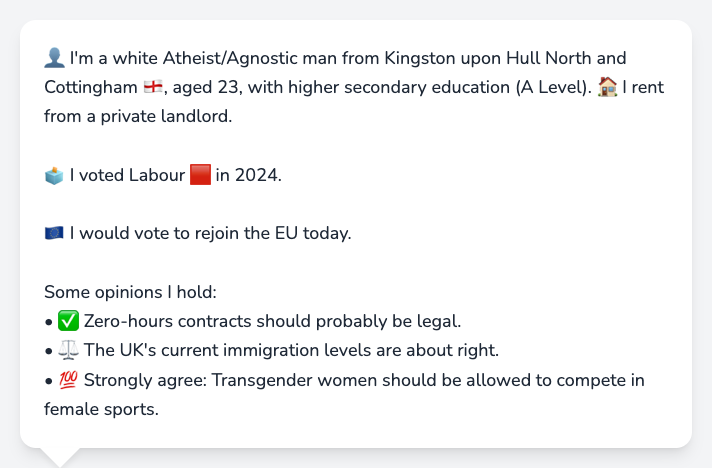 👤 I'm a white Atheist/Agnostic man from Kingston upon Hull North and
Cottingham 🏴󠁧󠁢󠁥󠁮󠁧󠁿, aged 23, with higher secondary education (A Level). 🏠 I rent
from a private landlord.
🗳️ I voted Labour 🟥 in 2024.
🇪🇺 I would vote to rejoin the EU today.
Some opinions I hold:
• ✅ Zero-hours contracts should probably be legal.
• ⚖️ The UK's current immigration levels are about right.
• 💯 Strongly agree: Transgender women should be allowed to compete in
female sports.